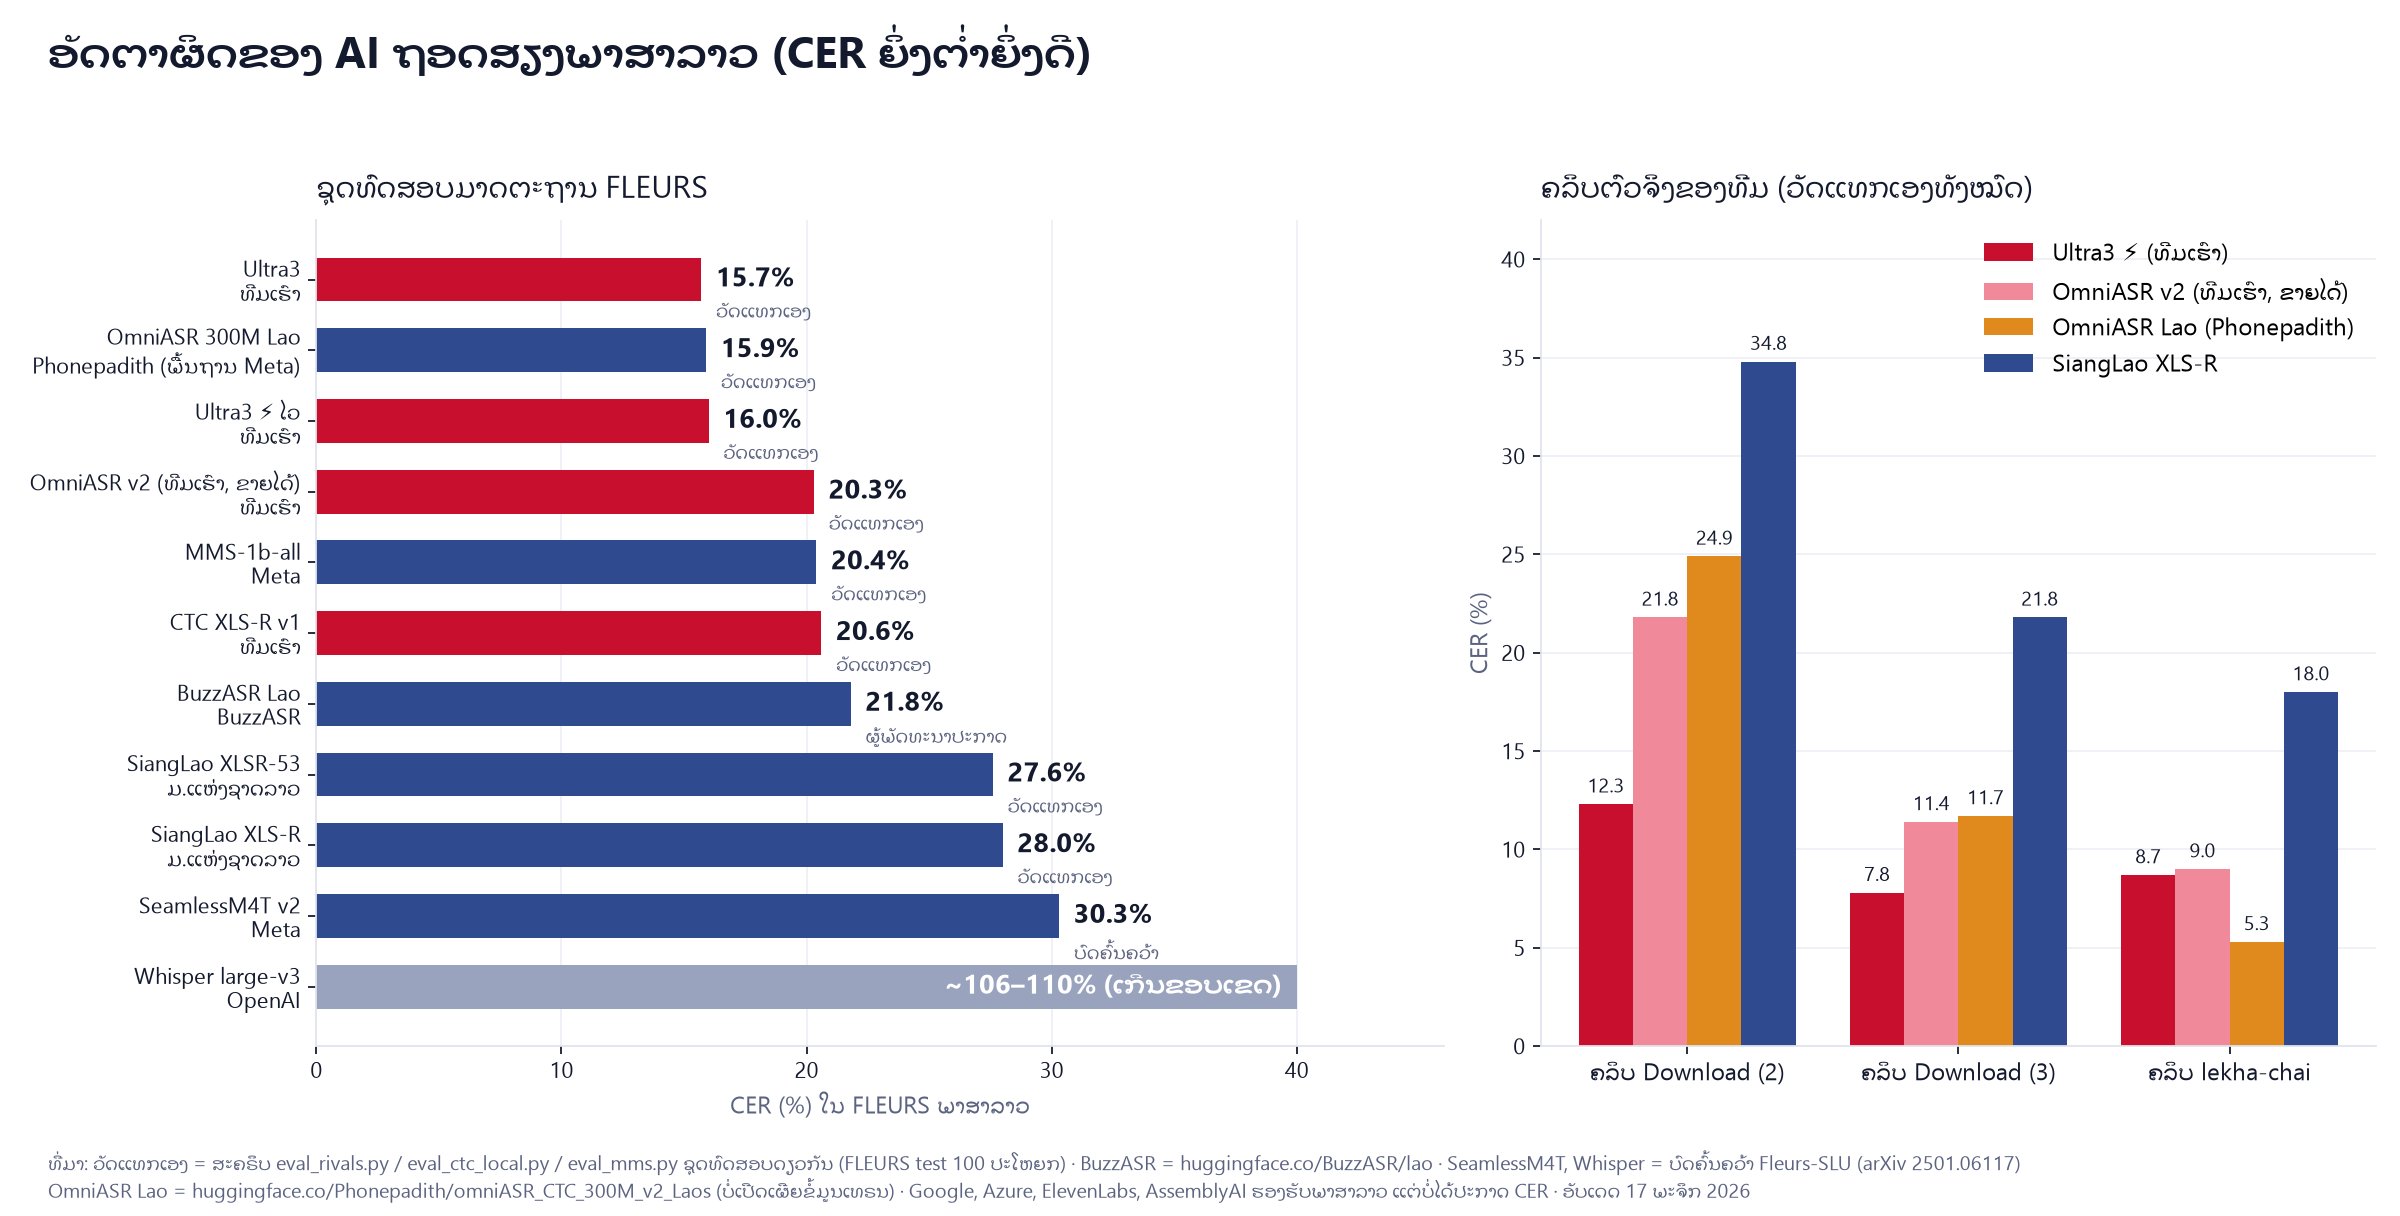 ອັດຕາຜິດຂອງ AI ຖອດສຽງພາສາລາວ (CER ຍິ່ງຕ່ຳຍິ່ງດີ)
ຊຸດທົດສອບມາດຕະຖານ FLEURS
Ultra3
ທີມເຮົາ
15.7%
ວັດແທກເອງ
OmniASR 300M Lao
Phonepadith (ພື້ນຖານ Meta)
15.9%
ວັດແທກເອງ
Ultra3 ⚡ ໄວ
ທີມເຮົາ
16.0%
ວັດແທກເອງ
OmniASR v2 (ທີມເຮົາ, ຂາຍໄດ້)
ທີມເຮົາ
20.3%
ວັດແທກເອງ
MMS-1b-all
Meta
20.4%
ວັດແທກເອງ
CTC XLS-R v1
ທີມເຮົາ
20.6%
ວັດແທກເອງ
BuzzASR Lao
BuzzASR
21.8%
ຜູ້ພັດທະນາປະກາດ
SiangLao XLSR-53
ມ.ແຫ່ງຊາດລາວ
27.6%
ວັດແທກເອງ
SiangLao XLS-R
ມ.ແຫ່ງຊາດລາວ
28.0%
ວັດແທກເອງ
SeamlessM4T v2
Meta
30.3%
ບົດຄົ້ນຄວ້າ
Whisper large-v3
OpenAI
~106–110% (ເກີນຂອບເຂດ)
0 10 20 30 40
CER (%) ໃນ FLEURS ພາສາລາວ
ຄລິບຕົວຈິງຂອງທີມ (ວັດແທກເອງທັງໝົດ)
Ultra3 ⚡ (ທີມເຮົາ)
OmniASR v2 (ທີມເຮົາ, ຂາຍໄດ້)
OmniASR Lao (Phonepadith)
SiangLao XLS-R
CER (%)
40
35
30
25
20
15
10
5
0
12.3 21.8 24.9 34.8
7.8 11.4 11.7 21.8
8.7 9.0 5.3 18.0
ຄລິບ Download (2) ຄລິບ Download (3) ຄລິບ lekha-chai
ທີ່ມາ: ວັດແທກເອງ = ສະຄຣິບ eval_rivals.py / eval_ctc_local.py / eval_mms.py ຊຸດທົດສອບດຽວກັນ (FLEURS test 100 ປະໂຫຍກ) · BuzzASR = huggingface.co/BuzzASR/lao · SeamlessM4T, Whisper = ບົດຄົ້ນຄວ້າ Fleurs-SLU (arXiv 2501.06117)
OmniASR Lao = huggingface.co/Phonepadith/omniASR_CTC_300M_v2_Laos (ບໍ່ເປີດເຜີຍຂໍ້ມູນເທຣນ) · Google, Azure, ElevenLabs, AssemblyAI ຮອງຮັບພາສາລາວ ແຕ່ບໍ່ໄດ້ປະກາດ CER · ອັບເດດ 17 ພະຈິກ 2026